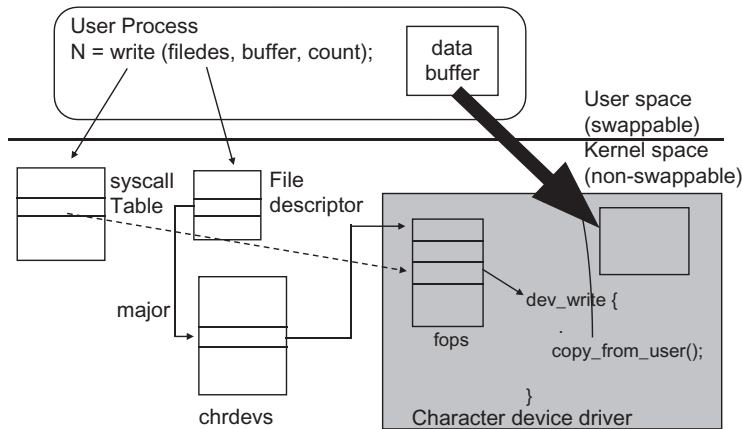 User Process
N = write (filedes, buffer, count);
data
buffer
User space
(swappable)
Kernel space
(non-swappable)
syscall
Table
File
descriptor
major
chrdevs
fops
dev_write {
.
copy_from_user();
}
Character device driver